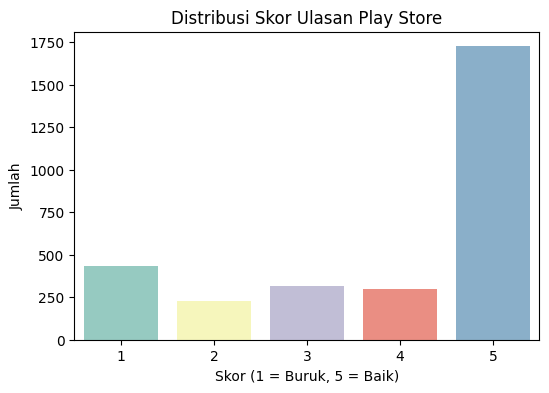 Distribusi Skor Ulasan Play Store
1750
1500
1250
1000
750
500
250
0
Jumlah
1 2 3 4 5
Skor (1 = Buruk, 5 = Baik)